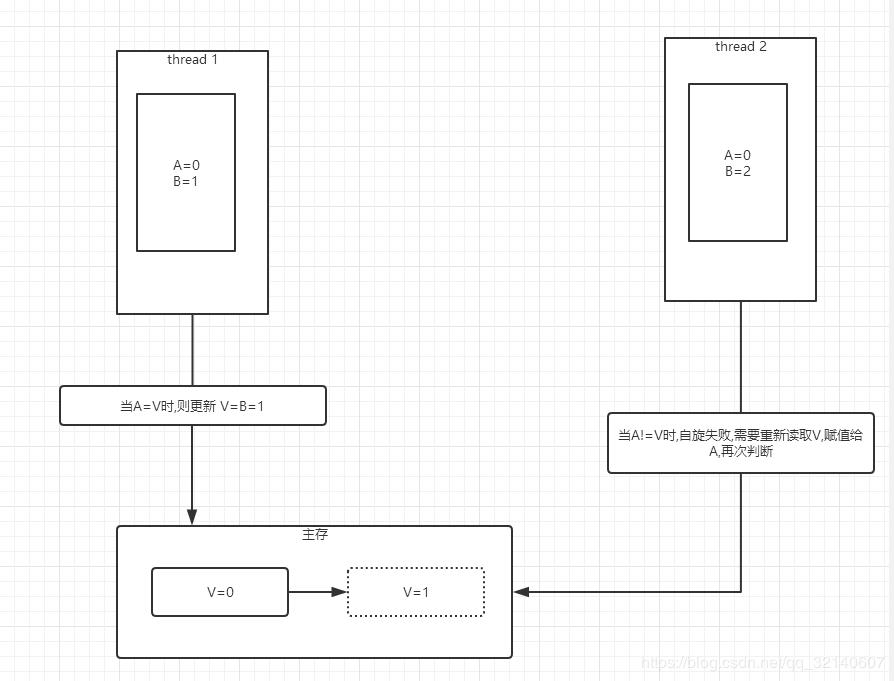 thread 1
A=0
B=1
thread 2
A=0
B=2
当A=V时,则更新 V=B=1
当A!=V时,自旋失败,需要重新读取V,赋值给
A,再次判断
主存
V=0
V=1
https://blog.csdn.net/qq_32140607